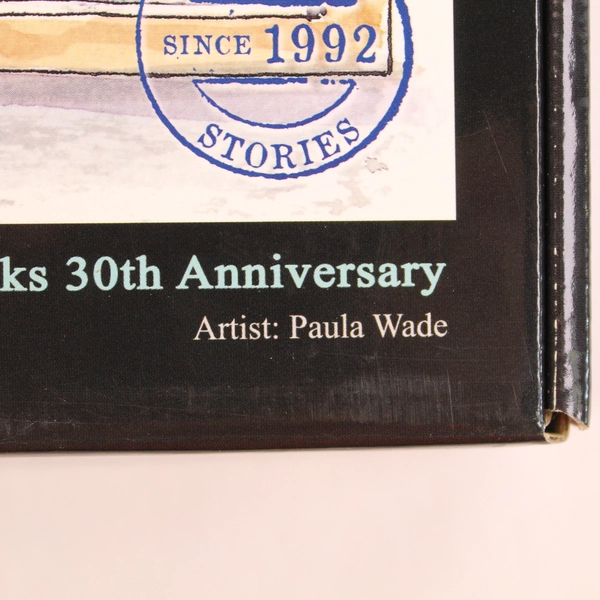 SINCE 1992
STORIES
ks 30th Anniversary
Artist: Paula Wade